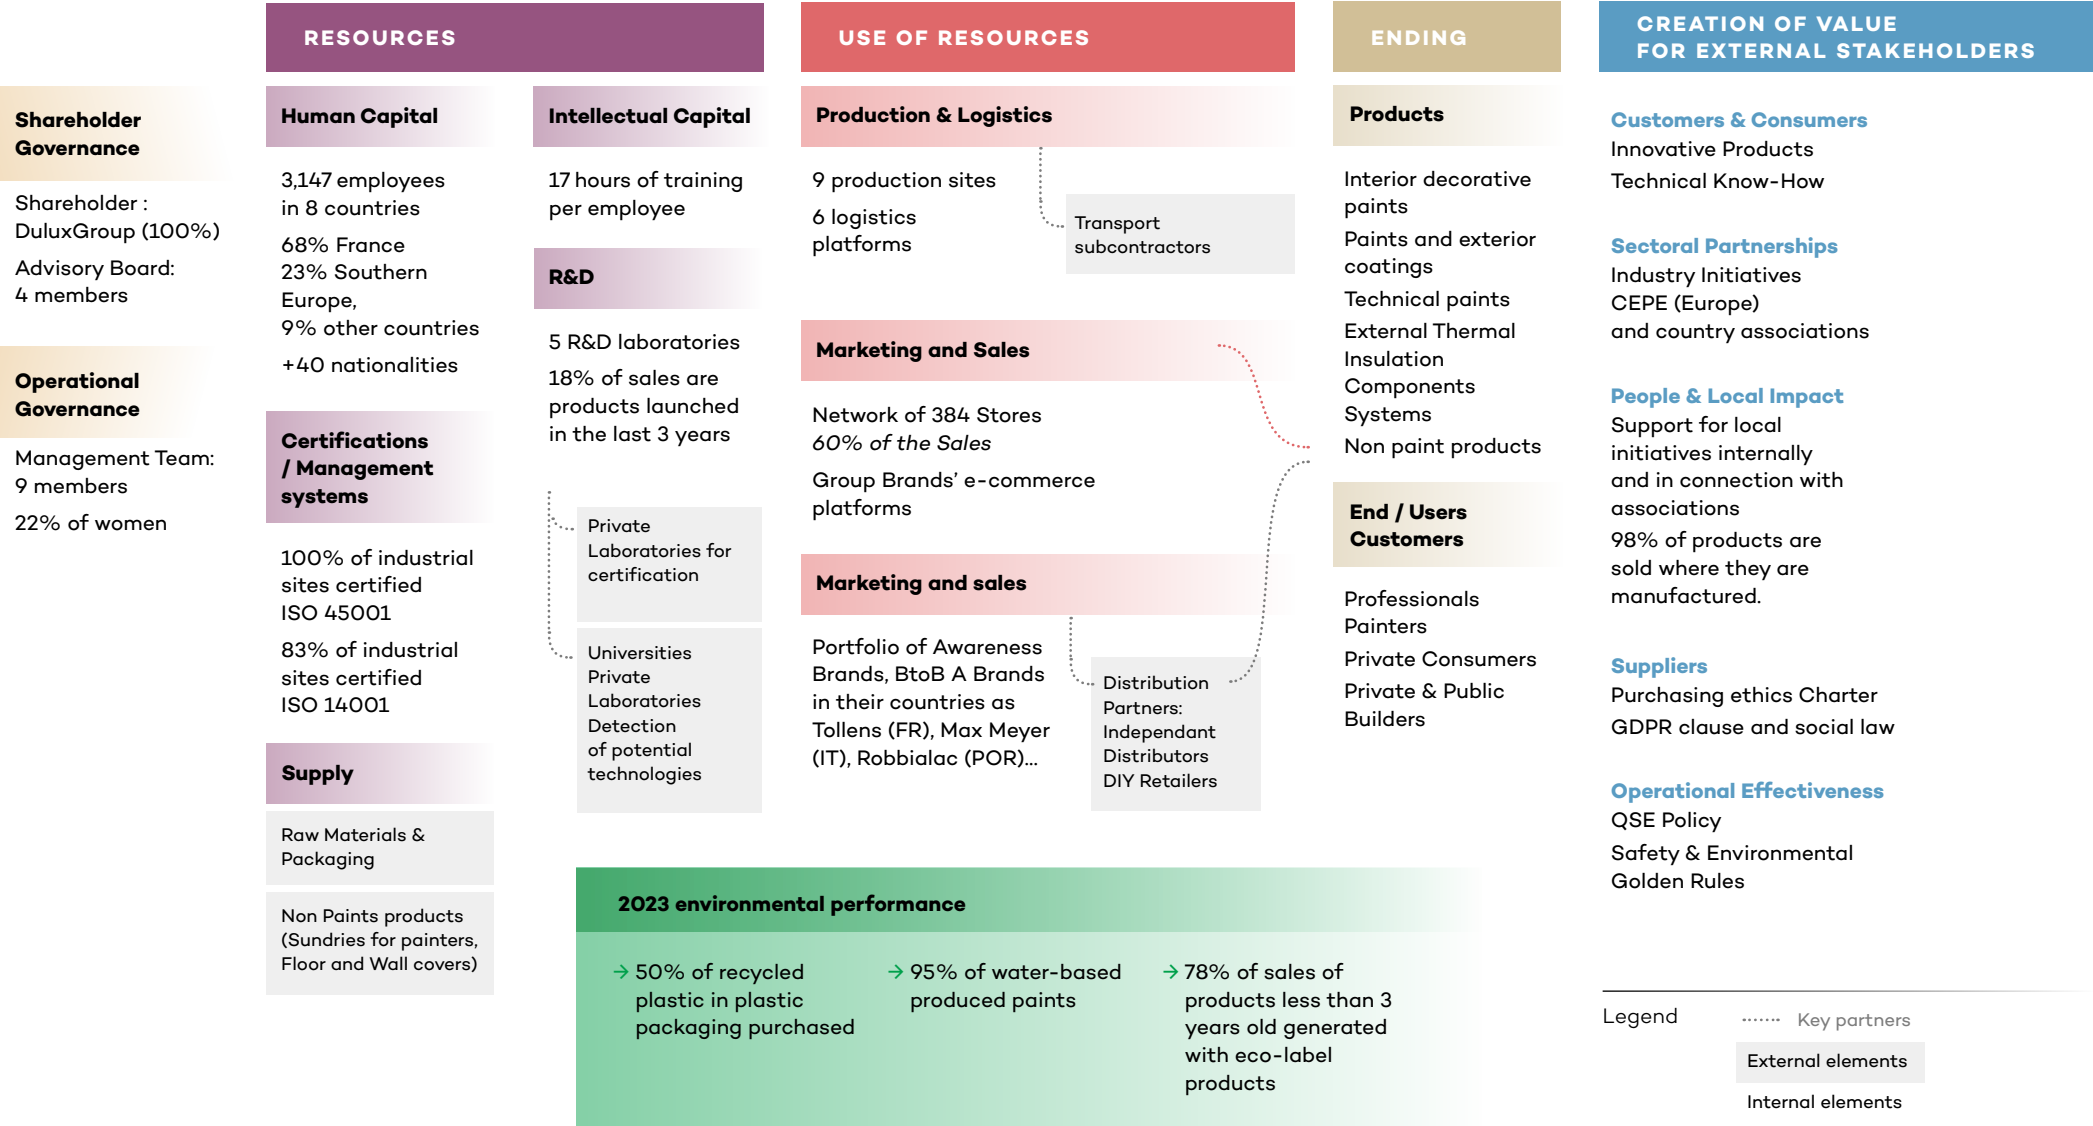 Shareholder
Governance
Shareholder :
DuluxGroup (100%)
Advisory Board:
4 members
Operational
Governance
Management Team:
9 members
22% of women
RESOURCES
Human Capital
3,147 employees
in 8 countries
68% France
23% Southern
Europe,
9% other countries
+40 nationalities
Certifications
/ Management
systems
100% of industrial
sites certified
ISO 45001
83% of industrial
sites certified
ISO 14001
Supply
Raw Materials &
Packaging
Non Paints products
(Sundries for painters,
Floor and Wall covers)
Intellectual Capital
17 hours of training
per employee
R&D
5 R&D laboratories
18% of sales are
products launched
in the last 3 years
Private
Laboratories for
certification
Universities
Private
Laboratories
Detection
of potential
technologies
USE OF RESOURCES
Production & Logistics
9 production sites
6 logistics
platforms
Transport
subcontractors
Marketing and Sales
Network of 384 Stores
60% of the Sales
Group Brands’ e-commerce
platforms
Marketing and sales
Portfolio of Awareness
Brands, BtoB A Brands
in their countries as
Tollens (FR), Max Meyer
(IT), Robbialac (POR)...
Distribution
Partners:
Independant
Distributors
DIY Retailers
ENDING
Products
Interior decorative
paints
Paints and exterior
coatings
Technical paints
External Thermal
Insulation
Components
Systems
Non paint products
End / Users
Customers
Professionals
Painters
Private Consumers
Private & Public
Builders
CREATION OF VALUE
FOR EXTERNAL STAKEHOLDERS
Customers & Consumers
Innovative Products
Technical Know-How
Sectoral Partnerships
Industry Initiatives
CEPE (Europe)
and country associations
People & Local Impact
Support for local
initiatives internally
and in connection with
associations
98% of products are
sold where they are
manufactured.
Suppliers
Purchasing ethics Charter
GDPR clause and social law
Operational Effectiveness
QSE Policy
Safety & Environmental
Golden Rules
2023 environmental performance
→ 50% of recycled
plastic in plastic
packaging purchased
→ 95% of water-based
produced paints
→ 78% of sales of
products less than 3
years old generated
with eco-label
products
Legend
Key partners
External elements
Internal elements